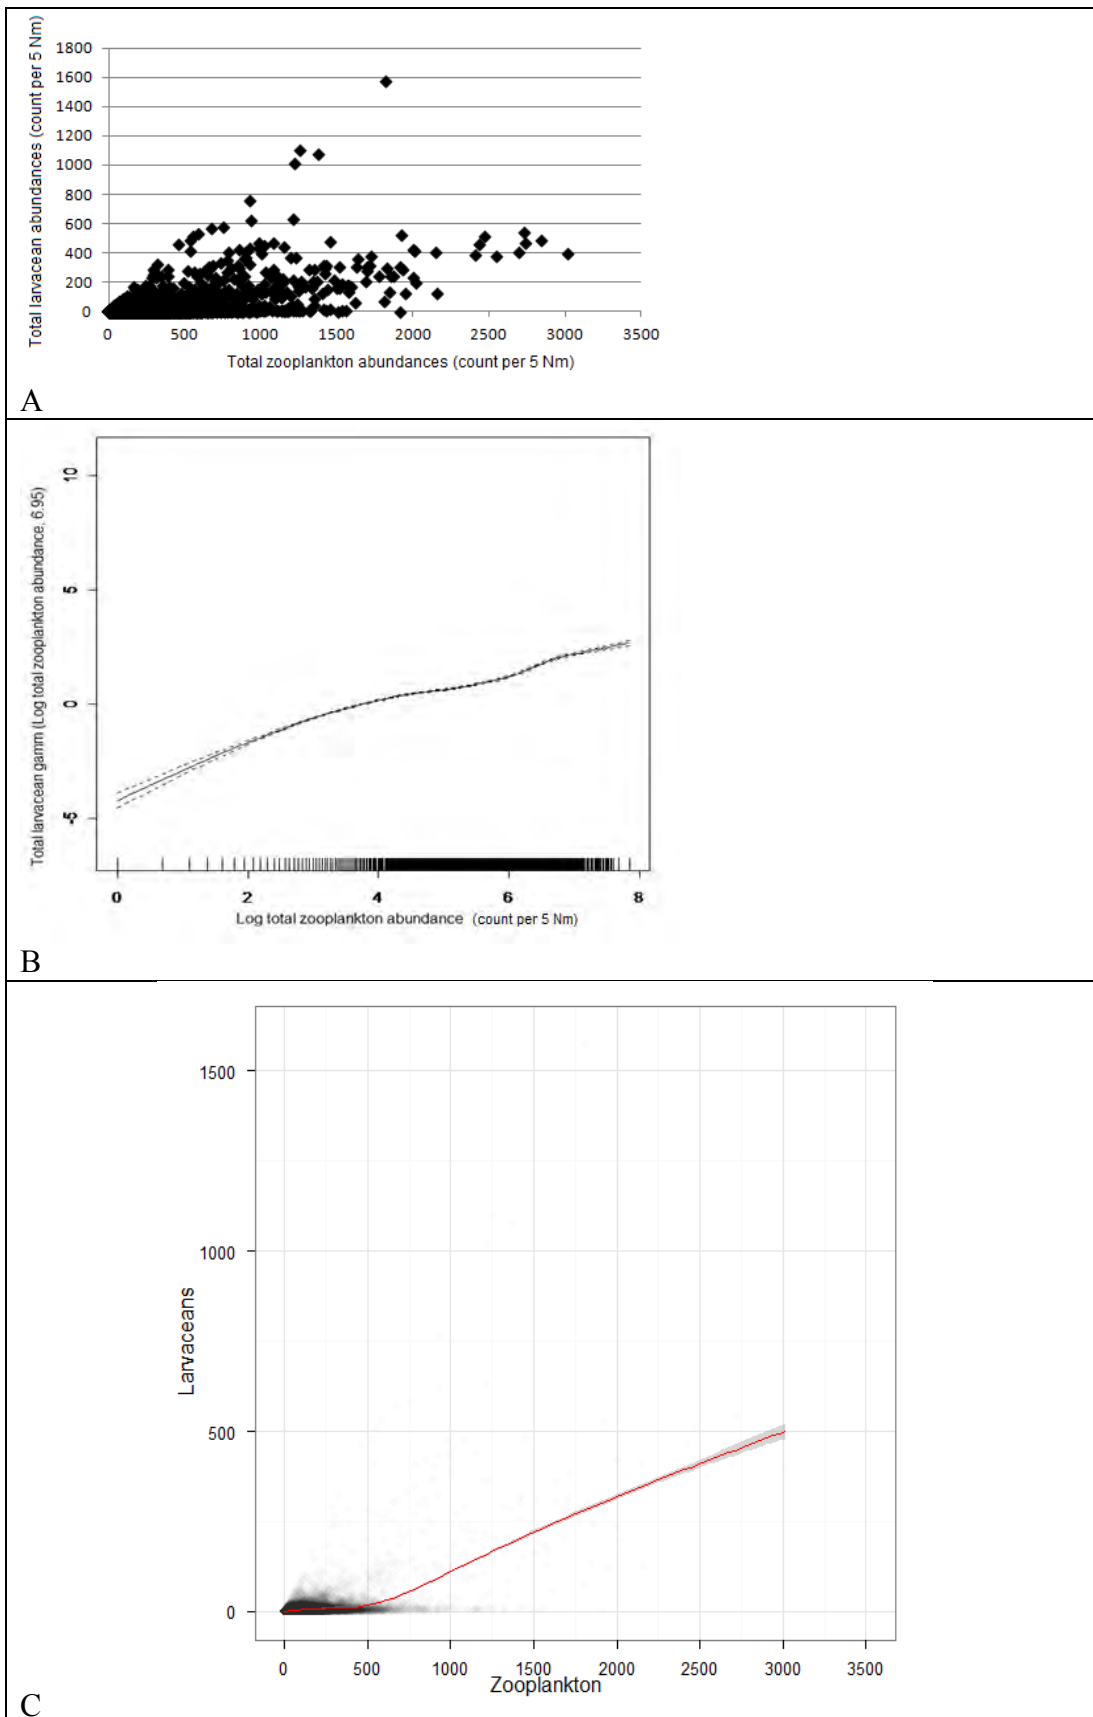 Total larvacean abundances (count per 5 Nm)
1800
1600
1400
1200
1000
800
600
400
200
0
0 500 1000 1500 2000 2500 3000 3500
Total zooplankton abundances (count per 5 Nm)
A
Total larvacean gamm (Log total zooplankton abundance, 6.95)
10
5
0
-5
0 2 4 6 8
Log total zooplankton abundance (count per 5 Nm)
B
Larvaceans
1500
1000
500
0
0 500 1000 1500 2000 2500 3000 3500
Zooplankton
C